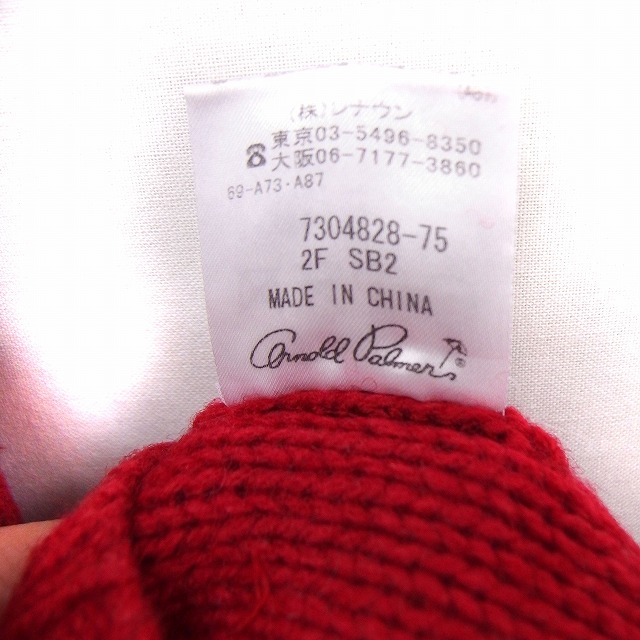 (株)レナウン
東京03-5496-8350
大阪06-7177-3860
69-A73-A87
7304828-75
2F SB2
MADE IN CHINA
Arnold Palmer